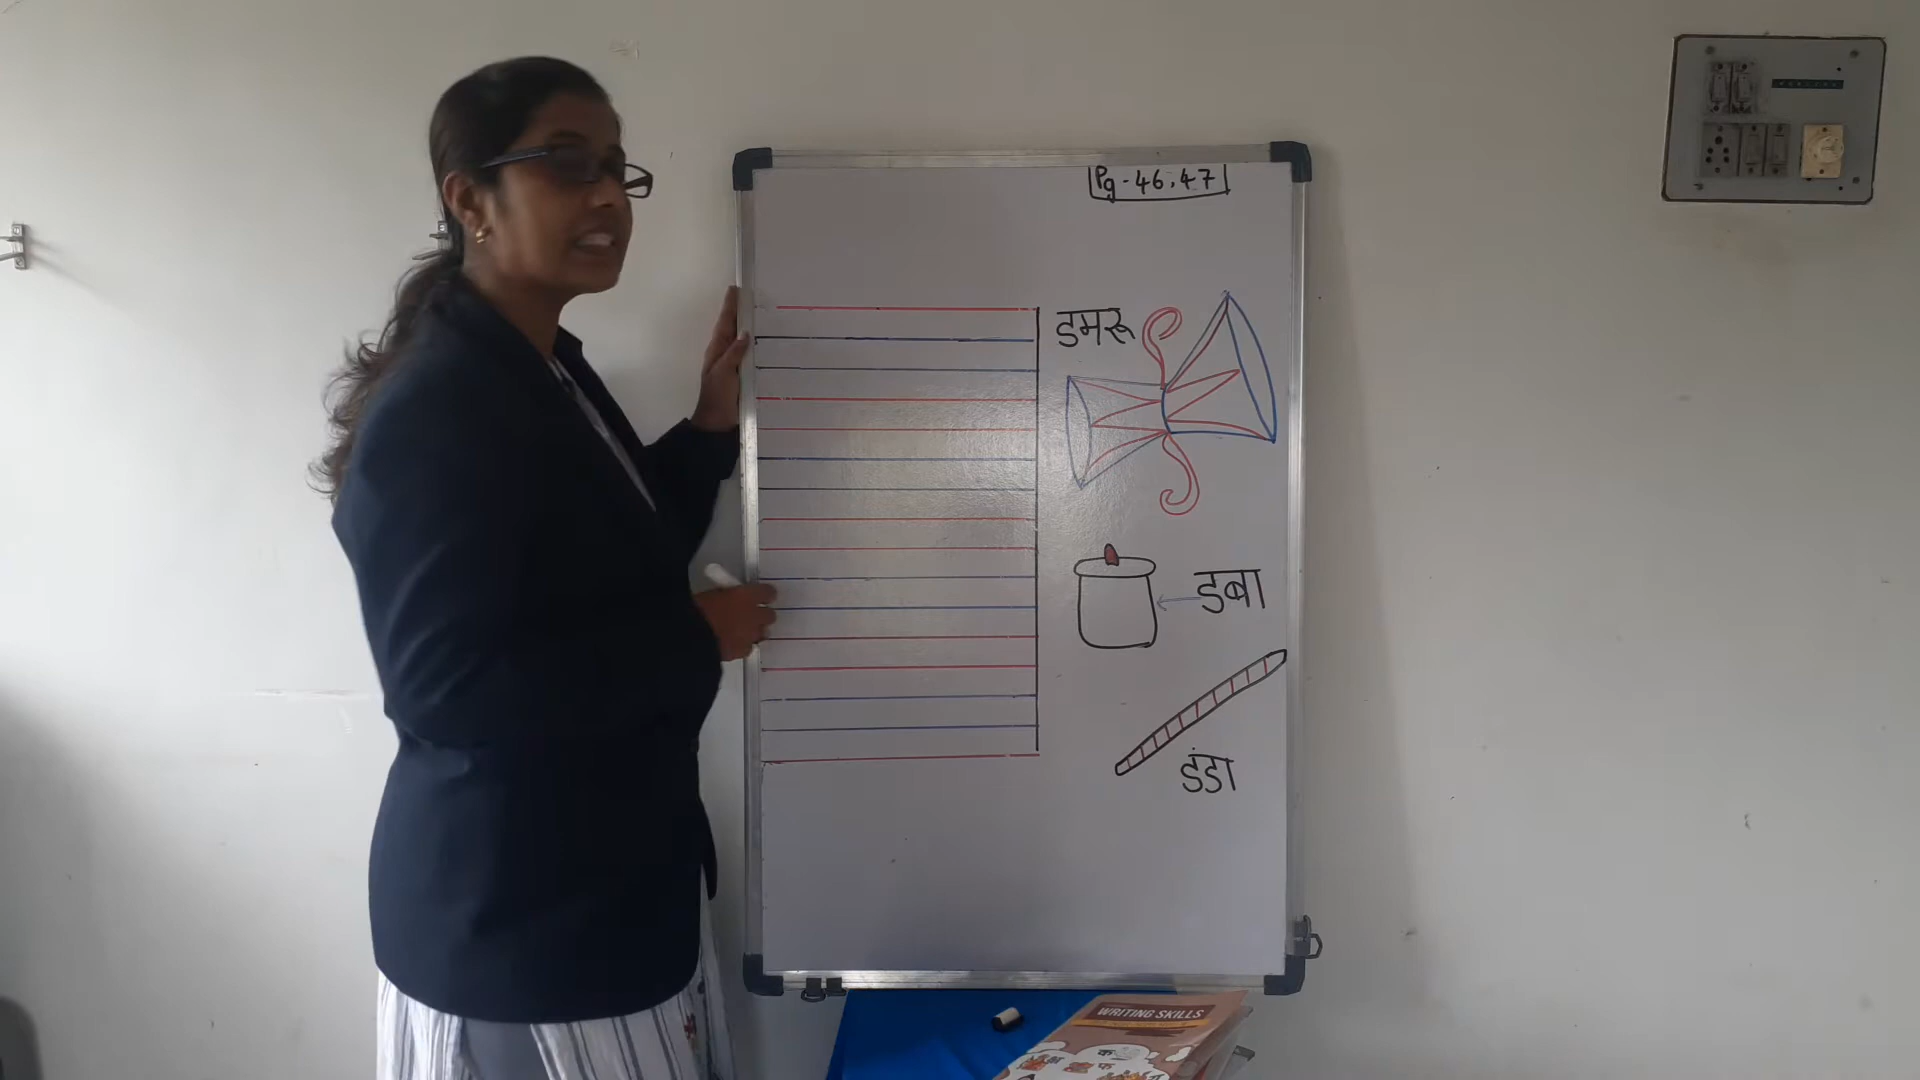 Pg - 46, 47
डमरू
डबा
डंडा
WRITING SKILLS
क
क